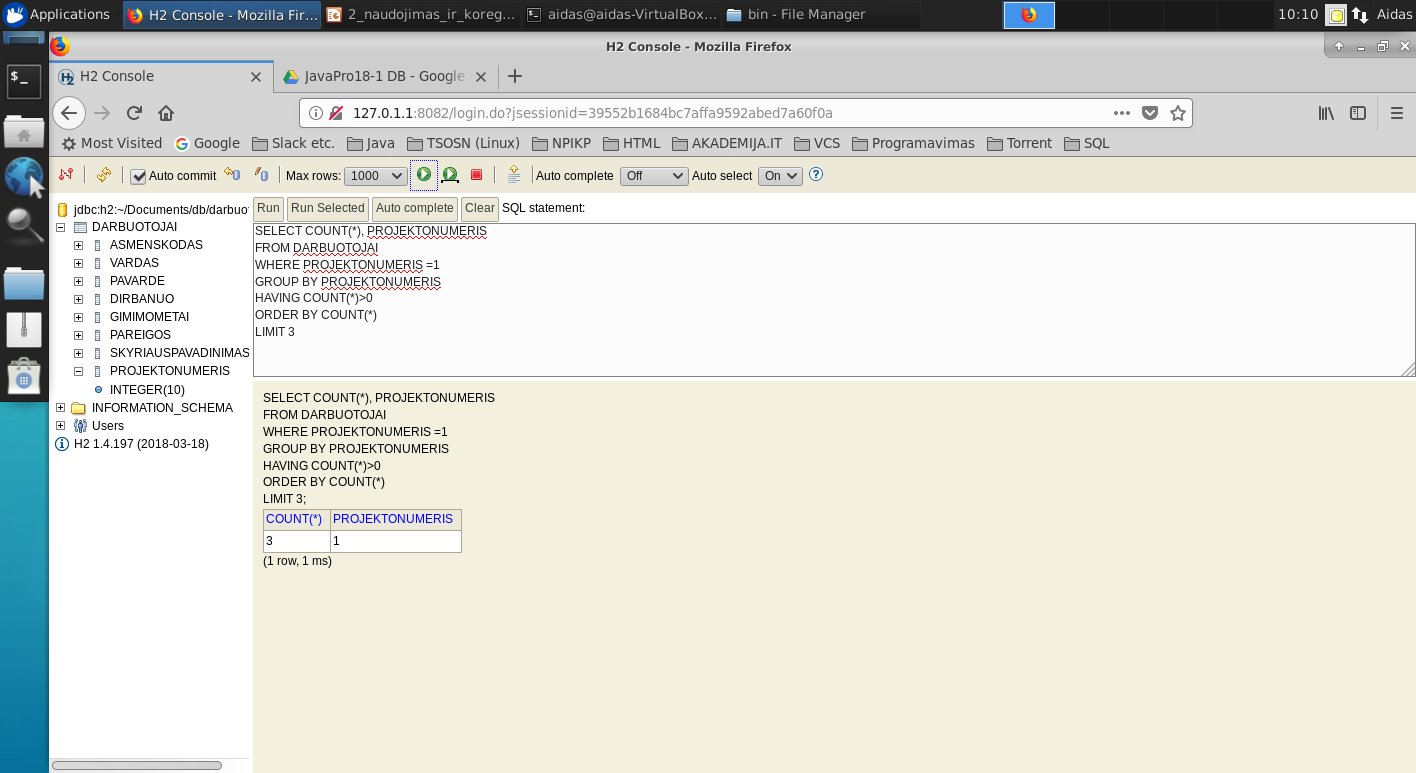 Applications
H2 Console - Mozilla Fir...
2_naudojimas_ir_koreg...
aidas@aidas-VirtualBox...
bin - File Manager
10:10
Aidas
H2 Console - Mozilla Firefox
H2 Console
JavaPro18-1 DB - Google
127.0.1.1:8082/login.do?jsessionid=39552b1684bc7affa9592abed7a60f0a
Most Visited Google Slack etc. Java TSOSN (Linux) NPIKP HTML AKADEMIJA.IT VCS Programavimas Torrent SQL
Auto commit Max rows: 1000 Auto complete Off Auto select On
jdbc:h2:~/Documents/db/darbuot
DARBUOTOJAI
ASMENSKODAS
VARDAS
PAVARDE
DIRBANUO
GIMIMOMETAI
PAREIGOS
SKYRIAUSPAVADINIMAS
PROJEKTONUMERIS
INTEGER(10)
INFORMATION_SCHEMA
Users
H2 1.4.197 (2018-03-18)
Run Run Selected Auto complete Clear SQL statement:
SELECT COUNT(*), PROJEKTONUMERIS
FROM DARBUOTOJAI
WHERE PROJEKTONUMERIS =1
GROUP BY PROJEKTONUMERIS
HAVING COUNT(*)>0
ORDER BY COUNT(*)
LIMIT 3
SELECT COUNT(*), PROJEKTONUMERIS
FROM DARBUOTOJAI
WHERE PROJEKTONUMERIS =1
GROUP BY PROJEKTONUMERIS
HAVING COUNT(*)>0
ORDER BY COUNT(*)
LIMIT 3;
COUNT(*) PROJEKTONUMERIS
3 1
(1 row, 1 ms)